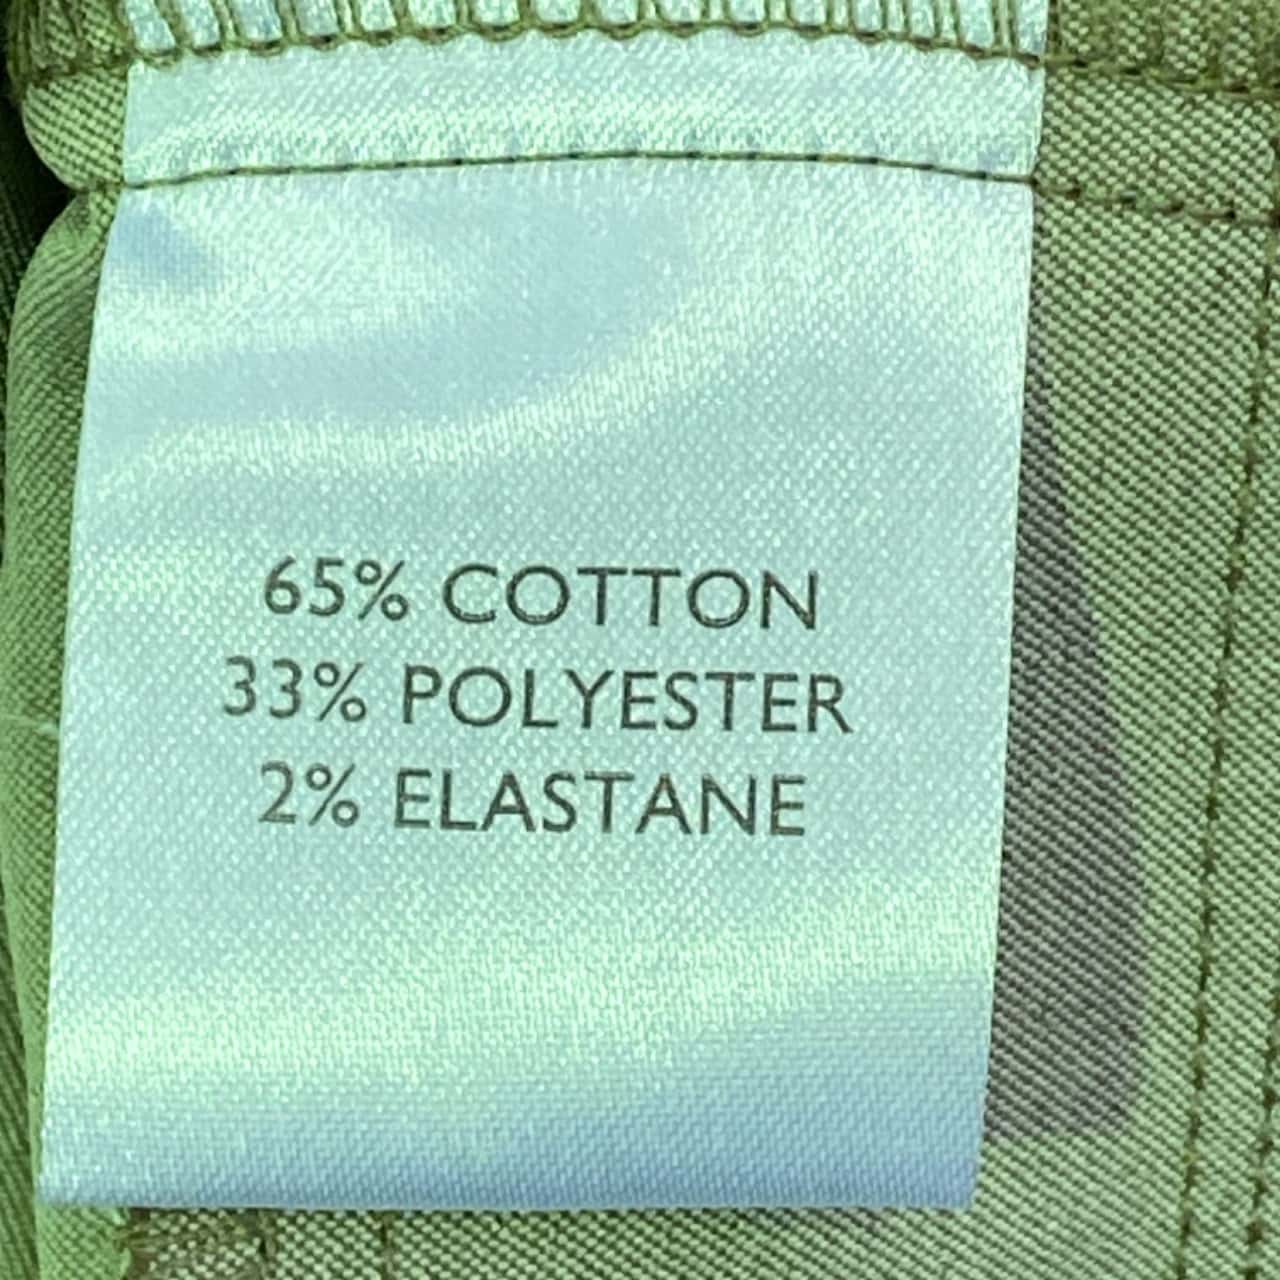 65% COTTON
33% POLYESTER
2% ELASTANE